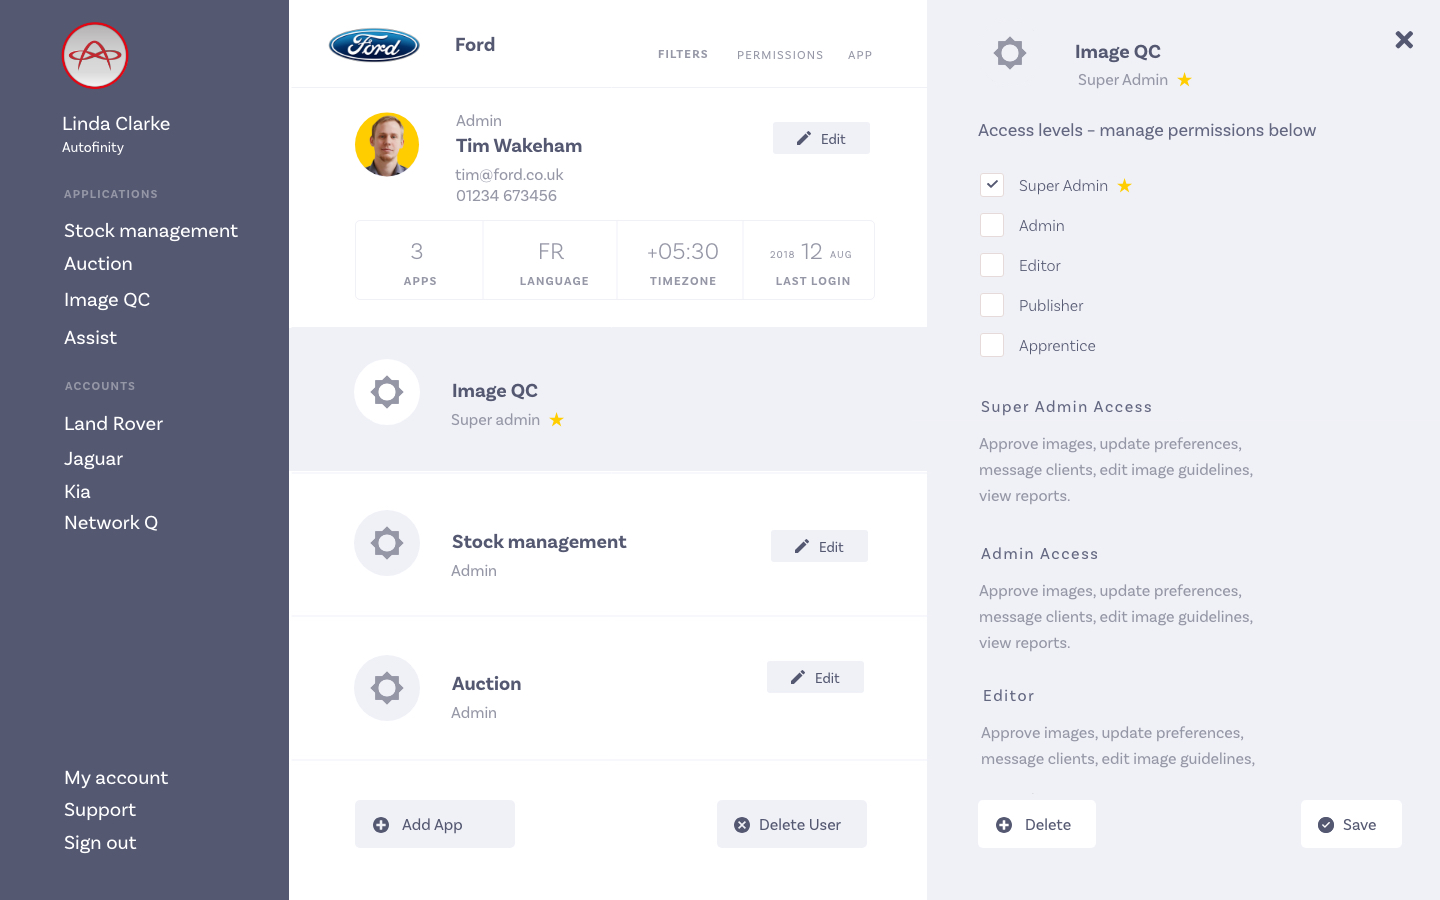 Linda Clarke
Autofinity
APPLICATIONS
Stock management
Auction
Image QC
Assist
ACCOUNTS
Land Rover
Jaguar
Kia
Network Q
My account
Support
Sign out
Ford
Ford
FILTERS
PERMISSIONS
APP
Admin
Tim Wakeham
tim@ford.co.uk
01234 673456
Edit
3
APPS
FR
LANGUAGE
+05:30
TIMEZONE
2018 12 AUG
LAST LOGIN
Image QC
Super admin
Stock management
Admin
Edit
Auction
Admin
Edit
Add App
Delete User
Image QC
Super Admin
Access levels – manage permissions below
Super Admin
Admin
Editor
Publisher
Apprentice
Super Admin Access
Approve images, update preferences,
message clients, edit image guidelines,
view reports.
Admin Access
Approve images, update preferences,
message clients, edit image guidelines,
view reports.
Editor
Approve images, update preferences,
message clients, edit image guidelines,
Delete
Save